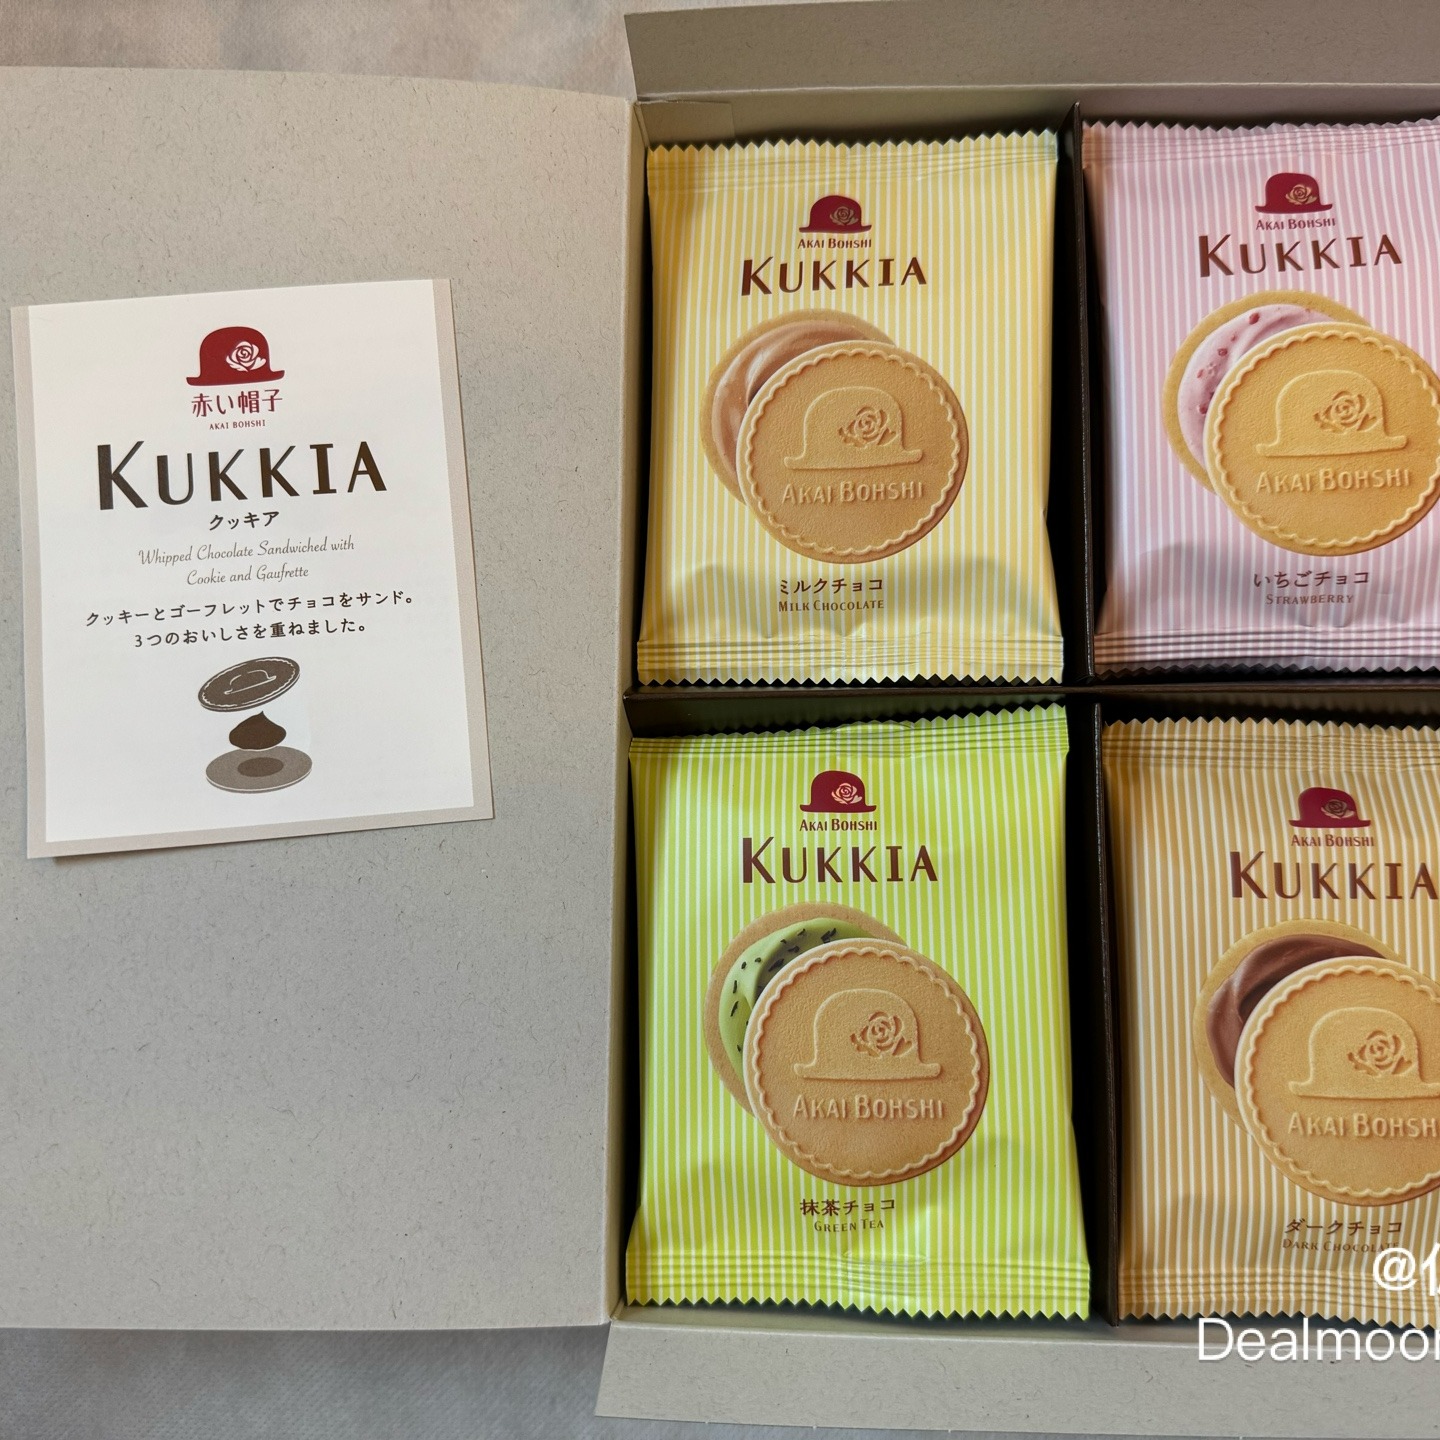 赤い帽子
AKAI BOHSHI
KUKKIA
クッキア
Whipped Chocolate Sandwiched with
Cookie and Gaufrette
クッキーとゴーフレットでチョコをサンド。
3つのおいしさを重ねました。
AKAI BOHSHI
KUKKIA
AKAI BOHSHI
ミルクチョコ
MILK CHOCOLATE
AKAI BOHSHI
KUKKIA
AKAI BOHSHI
いちごチョコ
STRAWBERRY
AKAI BOHSHI
KUKKIA
AKAI BOHSHI
抹茶チョコ
GREEN TEA
AKAI BOHSHI
KUKKIA
AKAI BOHSHI
ダークチョコ
DARK CHOCOLATE
Dealmoon